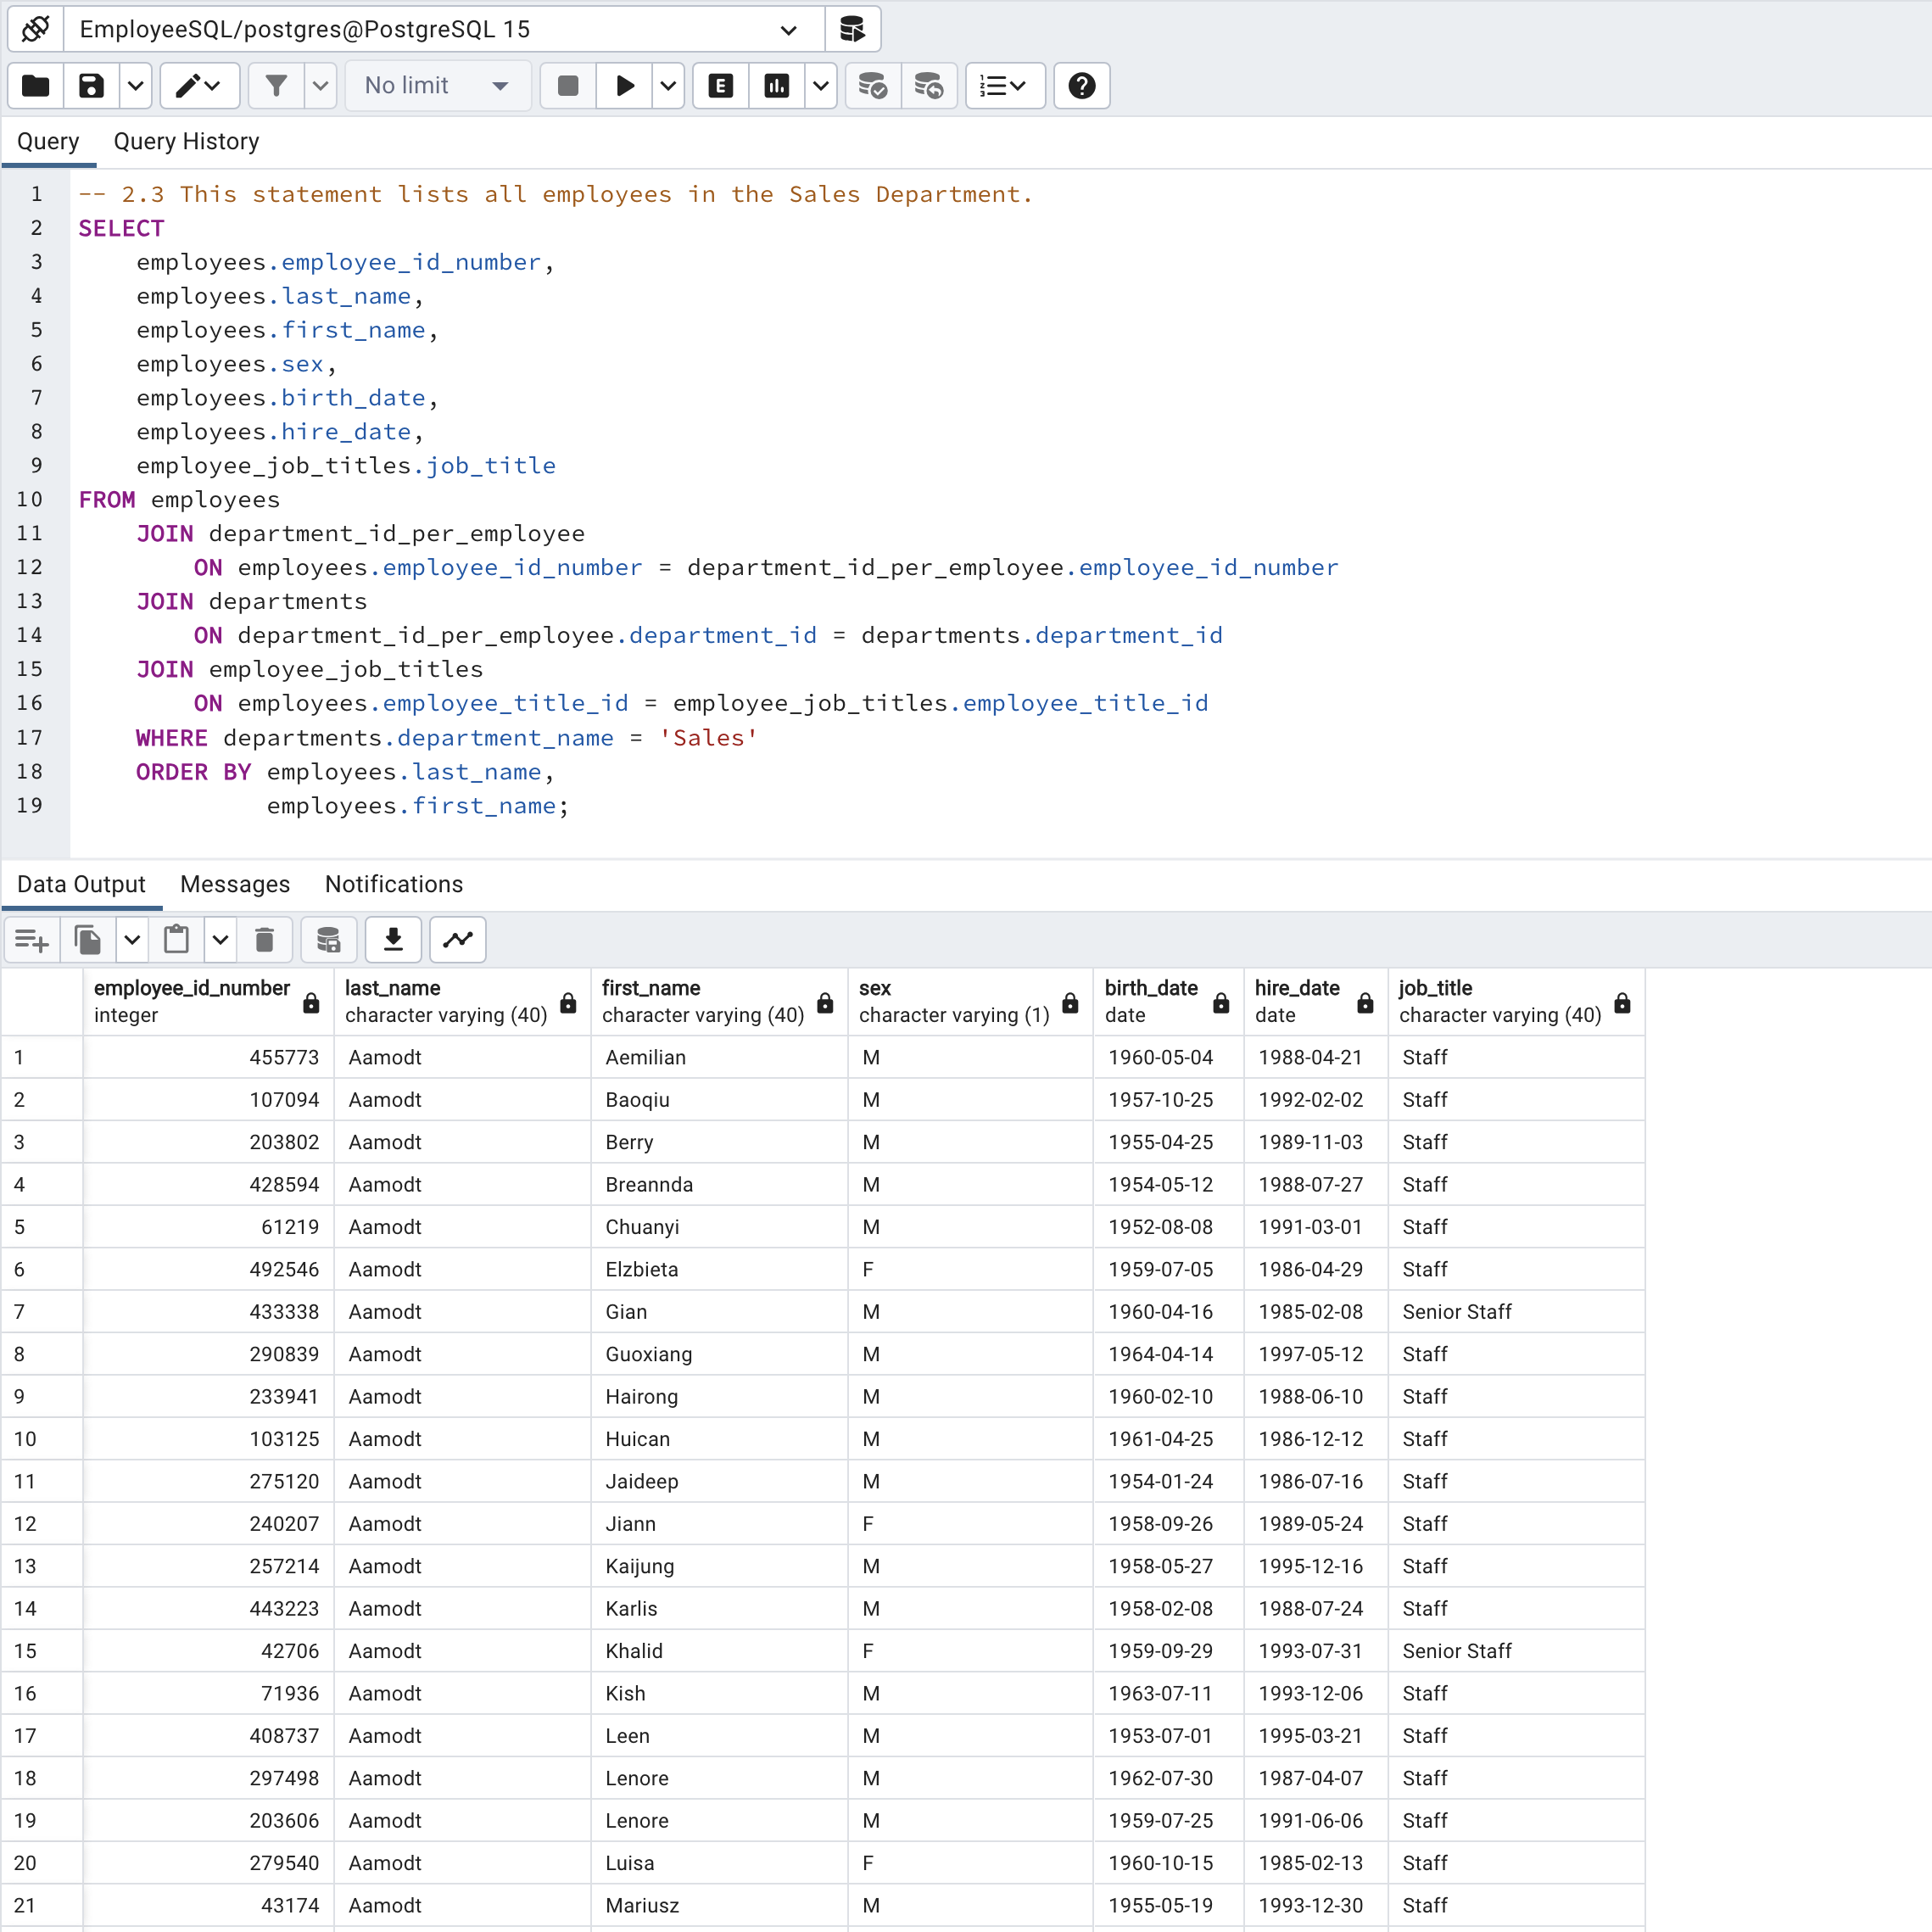 EmployeeSQL/postgres@PostgreSQL 15
No limit
E
Query Query History
1 -- 2.3 This statement lists all employees in the Sales Department.
2 SELECT
3 employees.employee_id_number,
4 employees.last_name,
5 employees.first_name,
6 employees.sex,
7 employees.birth_date,
8 employees.hire_date,
9 employee_job_titles.job_title
10 FROM employees
11 JOIN department_id_per_employee
12 ON employees.employee_id_number = department_id_per_employee.employee_id_number
13 JOIN departments
14 ON department_id_per_employee.department_id = departments.department_id
15 JOIN employee_job_titles
16 ON employees.employee_title_id = employee_job_titles.employee_title_id
17 WHERE departments.department_name = 'Sales'
18 ORDER BY employees.last_name,
19 employees.first_name;
Data Output Messages Notifications
employee_id_number last_name first_name sex birth_date hire_date job_title
integer character varying (40) character varying (40) character varying (1) date date character varying (40)
1 455773 Aamodt Aemilian M 1960-05-04 1988-04-21 Staff
2 107094 Aamodt Baoqiu M 1957-10-25 1992-02-02 Staff
3 203802 Aamodt Berry M 1955-04-25 1989-11-03 Staff
4 428594 Aamodt Breannda M 1954-05-12 1988-07-27 Staff
5 61219 Aamodt Chuanyi M 1952-08-08 1991-03-01 Staff
6 492546 Aamodt Elzbieta F 1959-07-05 1986-04-29 Staff
7 433338 Aamodt Gian M 1960-04-16 1985-02-08 Senior Staff
8 290839 Aamodt Guoxiang M 1964-04-14 1997-05-12 Staff
9 233941 Aamodt Hairong M 1960-02-10 1988-06-10 Staff
10 103125 Aamodt Huican M 1961-04-25 1986-12-12 Staff
11 275120 Aamodt Jaideep M 1954-01-24 1986-07-16 Staff
12 240207 Aamodt Jiann F 1958-09-26 1989-05-24 Staff
13 257214 Aamodt Kaijung M 1958-05-27 1995-12-16 Staff
14 443223 Aamodt Karlis M 1958-02-08 1988-07-24 Staff
15 42706 Aamodt Khalid F 1959-09-29 1993-07-31 Senior Staff
16 71936 Aamodt Kish M 1963-07-11 1993-12-06 Staff
17 408737 Aamodt Leen M 1953-07-01 1995-03-21 Staff
18 297498 Aamodt Lenore M 1962-07-30 1987-04-07 Staff
19 203606 Aamodt Lenore M 1959-07-25 1991-06-06 Staff
20 279540 Aamodt Luisa F 1960-10-15 1985-02-13 Staff
21 43174 Aamodt Mariusz M 1955-05-19 1993-12-30 Staff